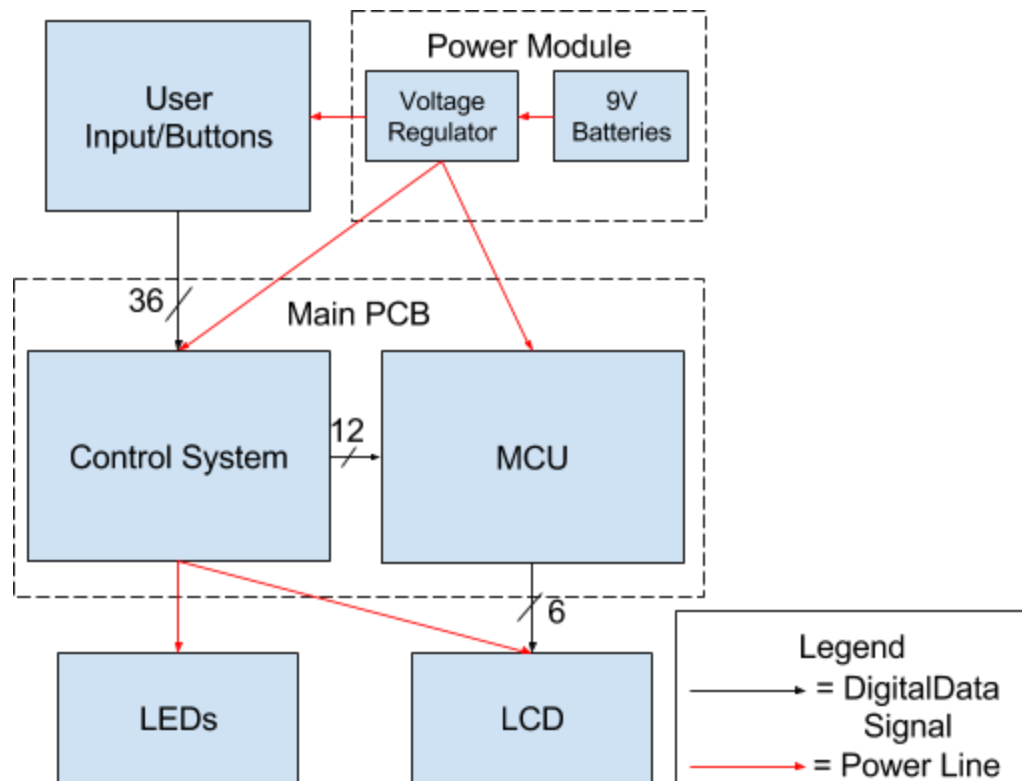 Power Module
User
Input/Buttons
Voltage
Regulator
9V
Batteries
36
Main PCB
Control System
12
MCU
6
LEDs
LCD
Legend
= DigitalData
Signal
= Power Line